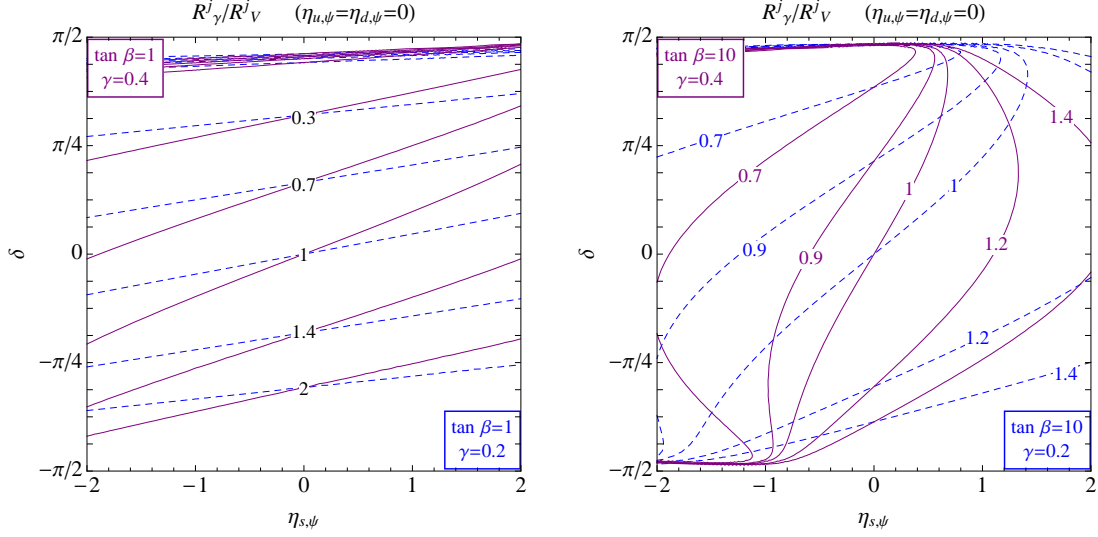 R^j_γ/R^j_V (η_{u,ψ}=η_{d,ψ}=0)
π/2
π/4
0
−π/4
−π/2
δ
tan β=1
γ=0.4
0.3
0.7
1
1.4
2
tan β=1
γ=0.2
−2 −1 0 1 2
η_{s,ψ}
R^j_γ/R^j_V (η_{u,ψ}=η_{d,ψ}=0)
π/2
π/4
0
−π/4
−π/2
δ
tan β=10
γ=0.4
1.4
0.7
0.7
1
1
0.9
0.9
1.2
1.2
1.4
tan β=10
γ=0.2
−2 −1 0 1 2
η_{s,ψ}